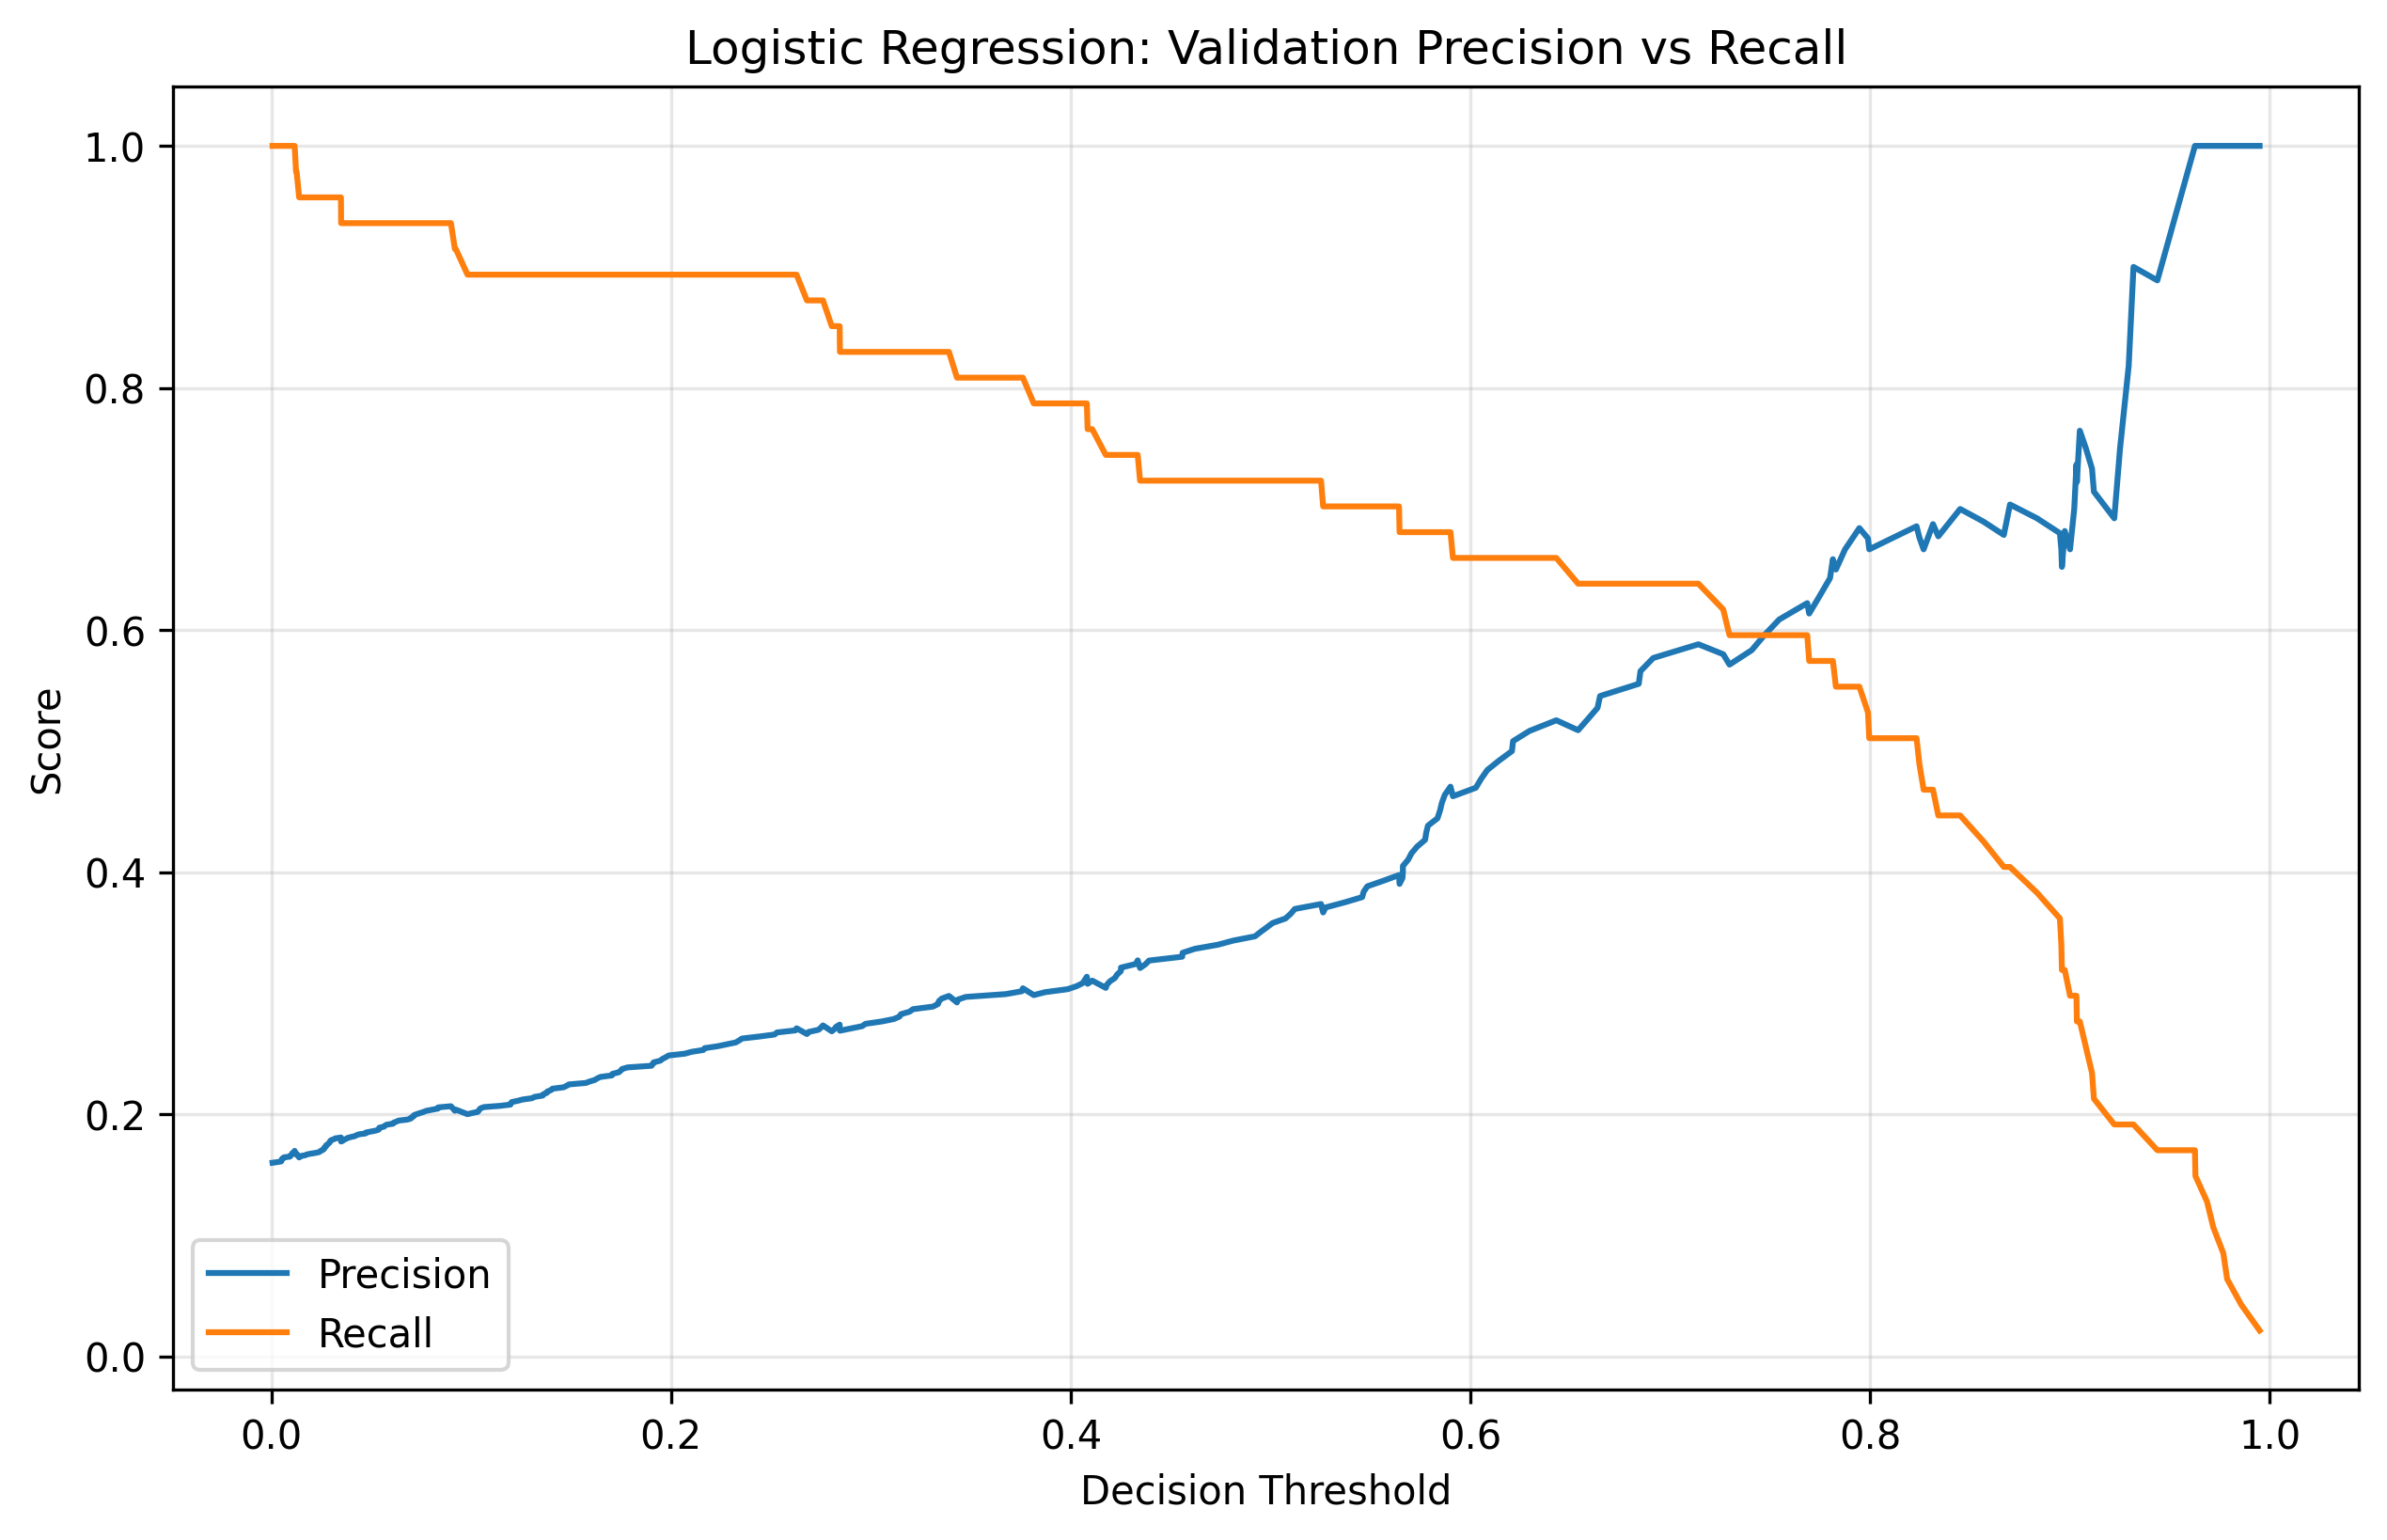 Logistic Regression: Validation Precision vs Recall
1.0
0.8
0.6
0.4
0.2
0.0
Score
Precision
Recall
0.0 0.2 0.4 0.6 0.8 1.0
Decision Threshold